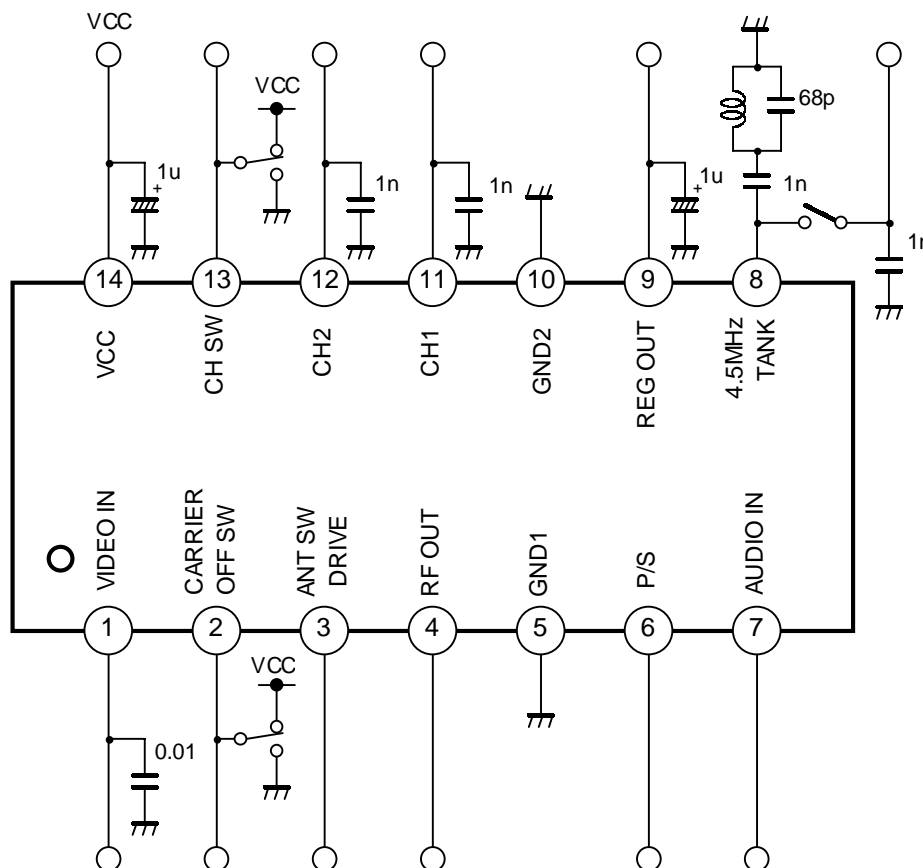 VCC
VCC
68p
1u
+
1n
1n
1u
+
1n
14
13
12
11
10
9
8
VCC
CH SW
CH2
CH1
GND2
REG OUT
4.5MHz
TANK
VIDEO IN
CARRIER
OFF SW
ANT SW
DRIVE
RF OUT
GND1
P/S
AUDIO IN
1
2
3
4
5
6
7
VCC
0.01